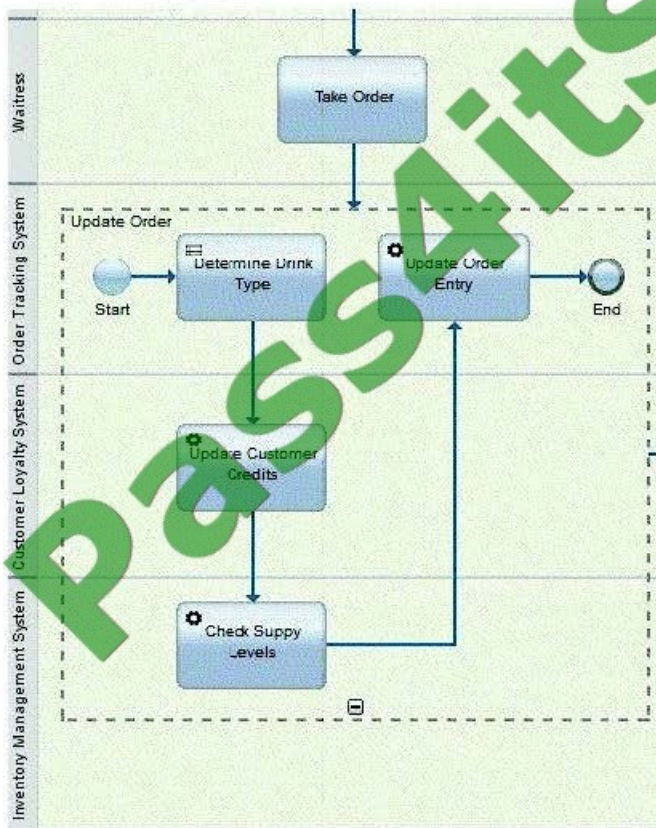 Waitress
Take Order
Order Tracking System
Update Order
Start
Determine Drink
Type
Update Order
Entry
End
Customer Loyalty System
Update Customer
Credits
Inventory Management System
Check Suppy
Levels
Pass4its